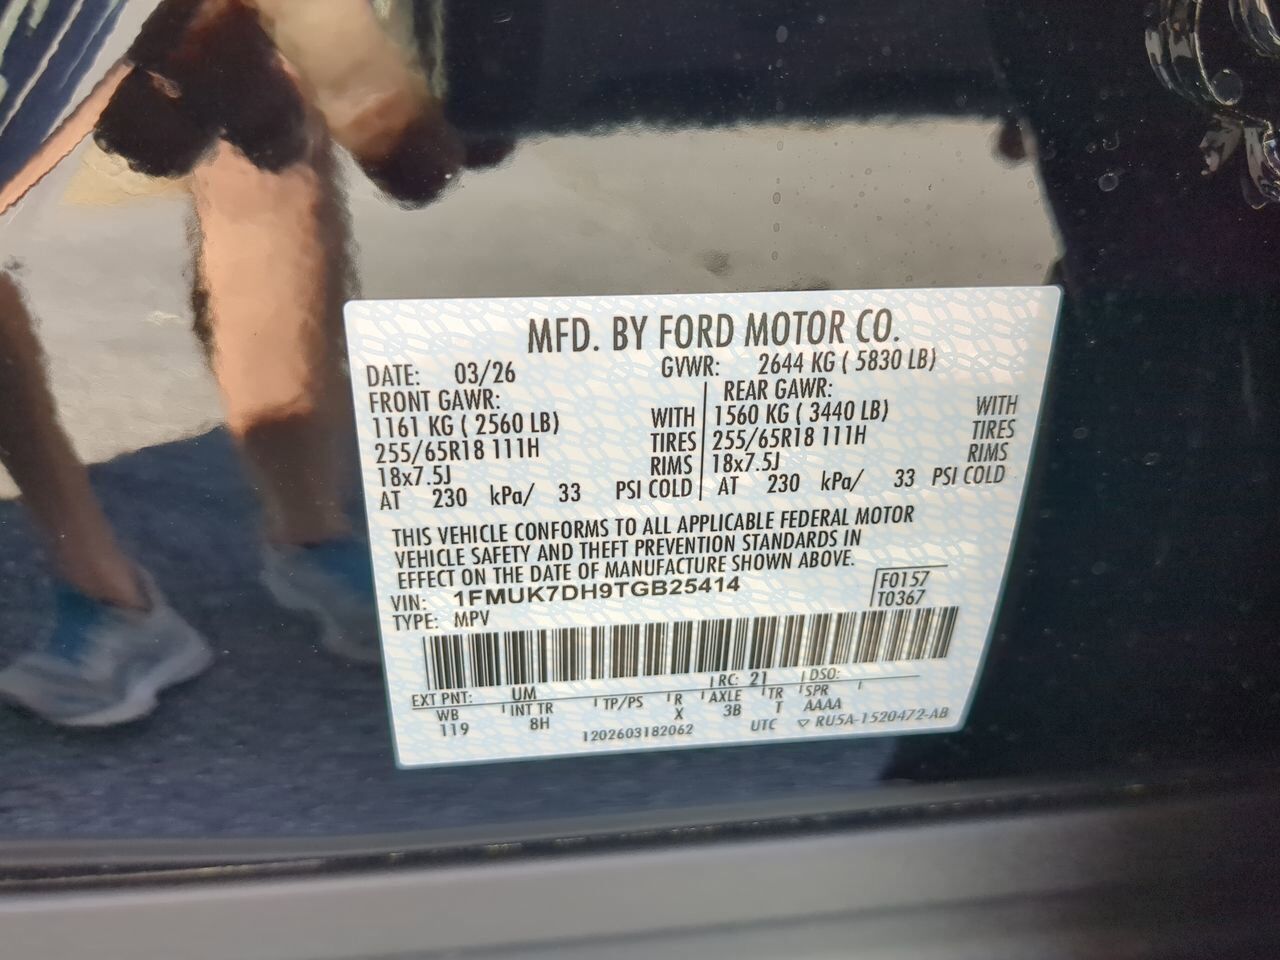 MFD. BY FORD MOTOR CO.
DATE: 03/26 GVWR: 2644 KG ( 5830 LB)
FRONT GAWR: REAR GAWR:
1161 KG ( 2560 LB) WITH 1560 KG ( 3440 LB) WITH
255/65R18 111H TIRES 255/65R18 111H TIRES
18x7.5J RIMS 18x7.5J RIMS
AT 230 kPa/ 33 PSI COLD AT 230 kPa/ 33 PSI COLD
THIS VEHICLE CONFORMS TO ALL APPLICABLE FEDERAL MOTOR
VEHICLE SAFETY AND THEFT PREVENTION STANDARDS IN
EFFECT ON THE DATE OF MANUFACTURE SHOWN ABOVE.
VIN: 1FMUK7DH9TGB25414 F0157
TYPE: MPV T0367
EXT PNT: UM RC: 21 DSO:
WB INT TR TP/PS R AXLE TR SPR
119 8H X 3B T AAAA
1202603182062 UTC ▽ RU5A-1520472-AB